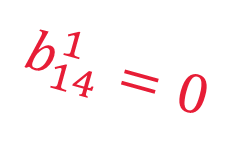 b^1_{14} = 0